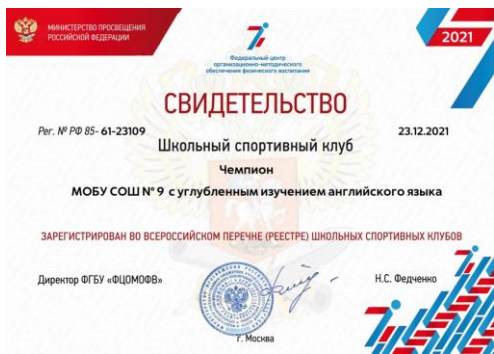 МИНИСТЕРСТВО ПРОСВЕЩЕНИЯ
РОССИЙСКОЙ ФЕДЕРАЦИИ
2021
Федеральный центр
организационно-методического
обеспечения физического воспитания
СВИДЕТЕЛЬСТВО
Рег. № РФ 85- 61-23109
23.12.2021
Школьный спортивный клуб
Чемпион
МОБУ СОШ № 9 с углубленным изучением английского языка
ЗАРЕГИСТРИРОВАН ВО ВСЕРОССИЙСКОМ ПЕРЕЧНЕ (РЕЕСТРЕ) ШКОЛЬНЫХ СПОРТИВНЫХ КЛУБОВ
Директор ФГБУ «ФЦОМОФВ»
Н.С. Федченко
г. Москва